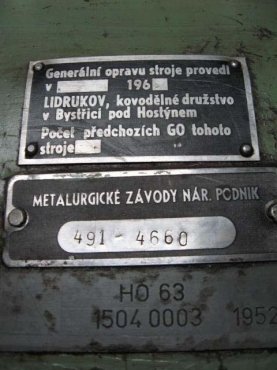 Generální opravu stroje provedl
v 196
LIDRUKOV, kovodělné družstvo
v Bystřici pod Hostýnem
Počet předchozích GO tohoto
stroje
METALURGICKÉ ZÁVODY NÁR. PODNIK
491-4660
HO 63
1504 0003 1952